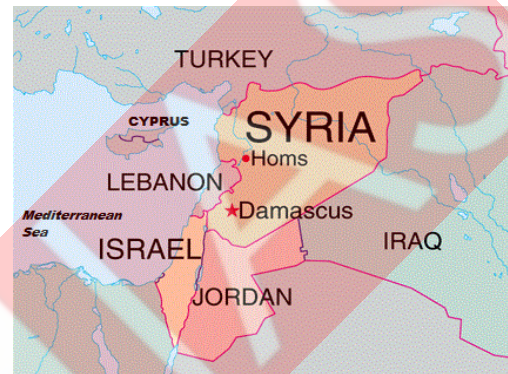 TURKEY
CYPRUS
SYRIA
Homs
LEBANON
Mediterranean
Sea
Damascus
ISRAEL
IRAQ
JORDAN